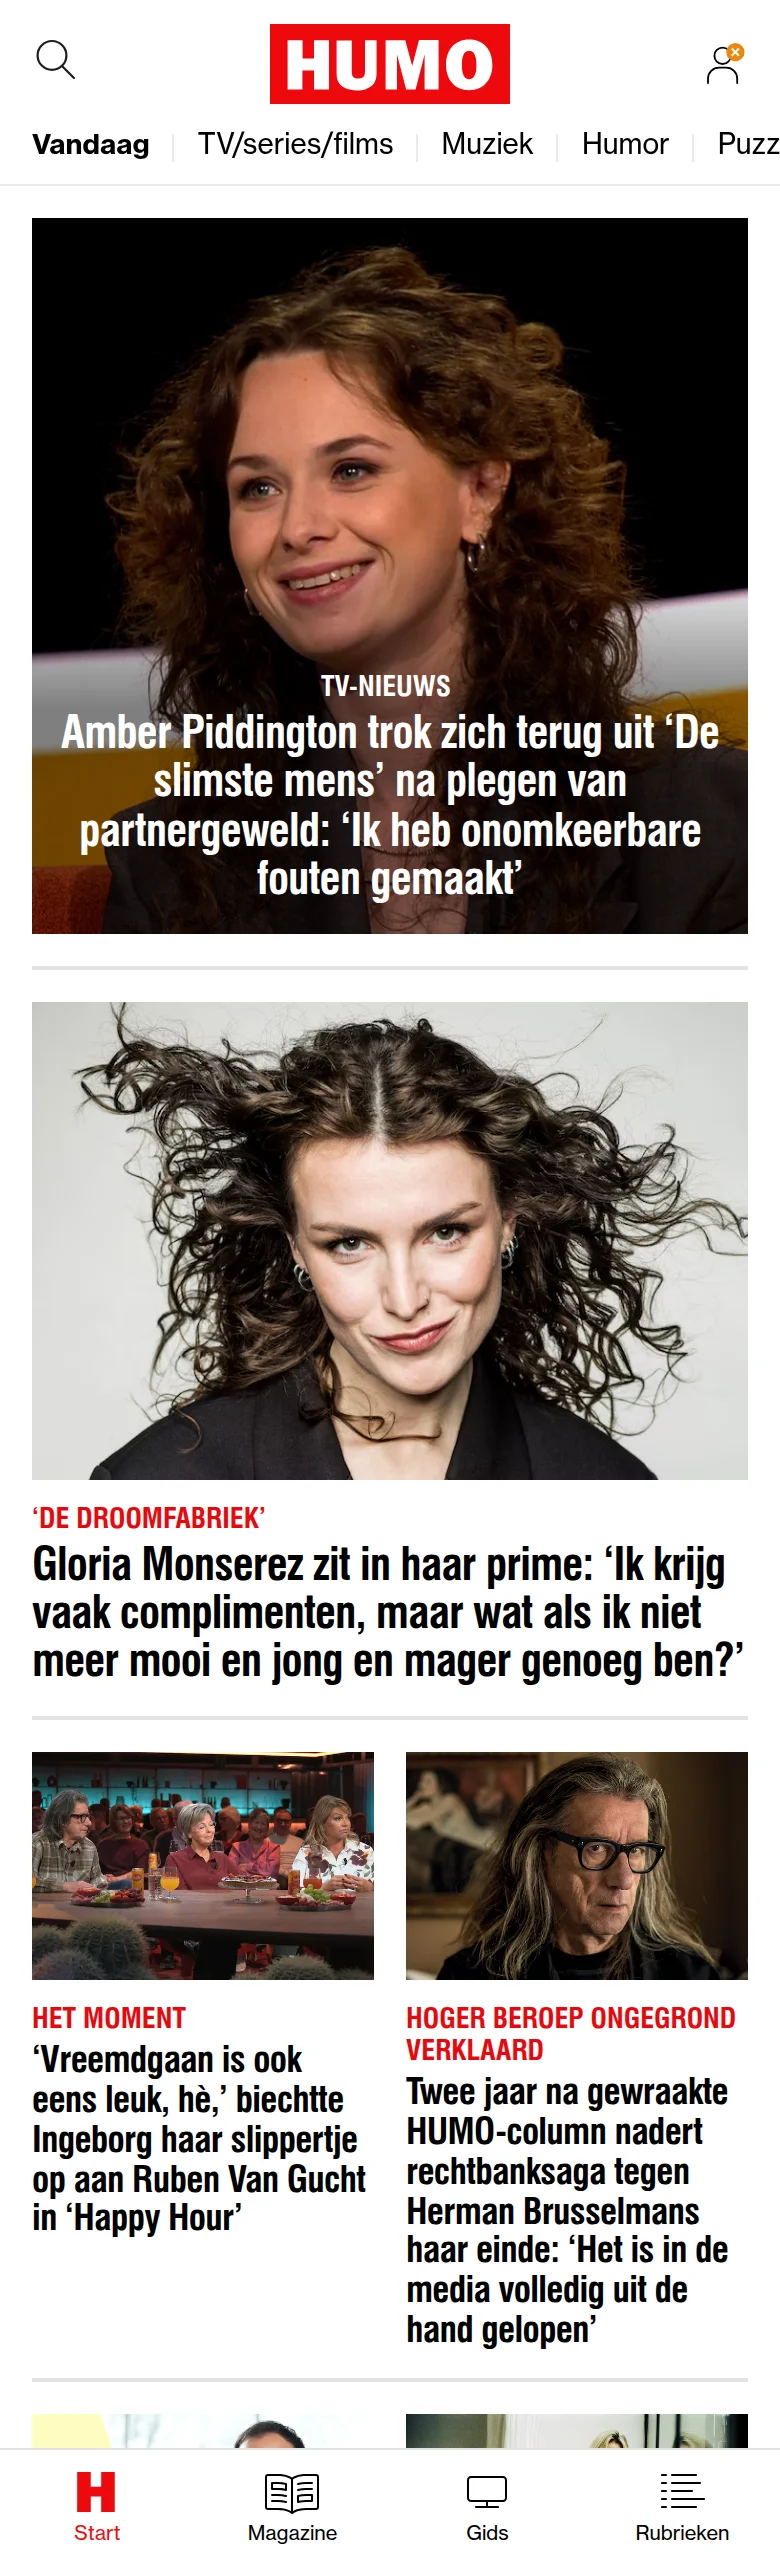 HUMO
Vandaag
TV/series/films
Muziek
Humor
Puzz
TV-NIEUWS
Amber Piddington trok zich terug uit ‘De
slimste mens’ na plegen van
partnergeweld: ‘Ik heb onomkeerbare
fouten gemaakt’
‘DE DROOMFABRIEK’
Gloria Monserez zit in haar prime: ‘Ik krijg
vaak complimenten, maar wat als ik niet
meer mooi en jong en mager genoeg ben?’
HET MOMENT
‘Vreemdgaan is ook
eens leuk, hè,’ biechtte
Ingeborg haar slippertje
op aan Ruben Van Gucht
in ‘Happy Hour’
HOGER BEROEP ONGEGROND
VERKLAARD
Twee jaar na gewraakte
HUMO-column nadert
rechtbanksaga tegen
Herman Brusselmans
haar einde: ‘Het is in de
media volledig uit de
hand gelopen’
H
Start
Magazine
Gids
Rubrieken